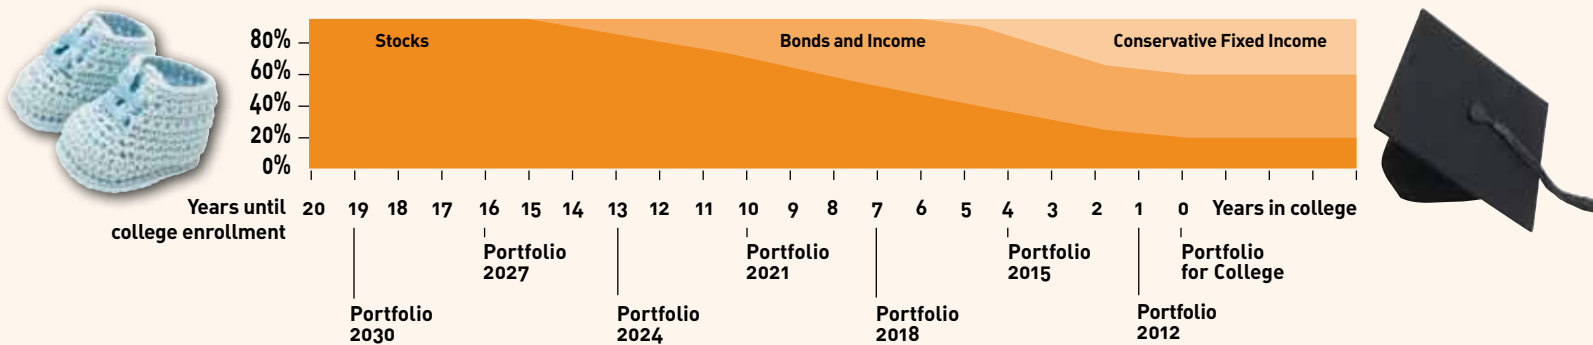 80%
60%
40%
20%
0%
Stocks
Bonds and Income
Conservative Fixed Income
Years until
college enrollment
20 19 18 17 16 15 14 13 12 11 10 9 8 7 6 5 4 3 2 1 0 Years in college
Portfolio
2027
Portfolio
2021
Portfolio
2015
Portfolio
for College
Portfolio
2030
Portfolio
2024
Portfolio
2018
Portfolio
2012